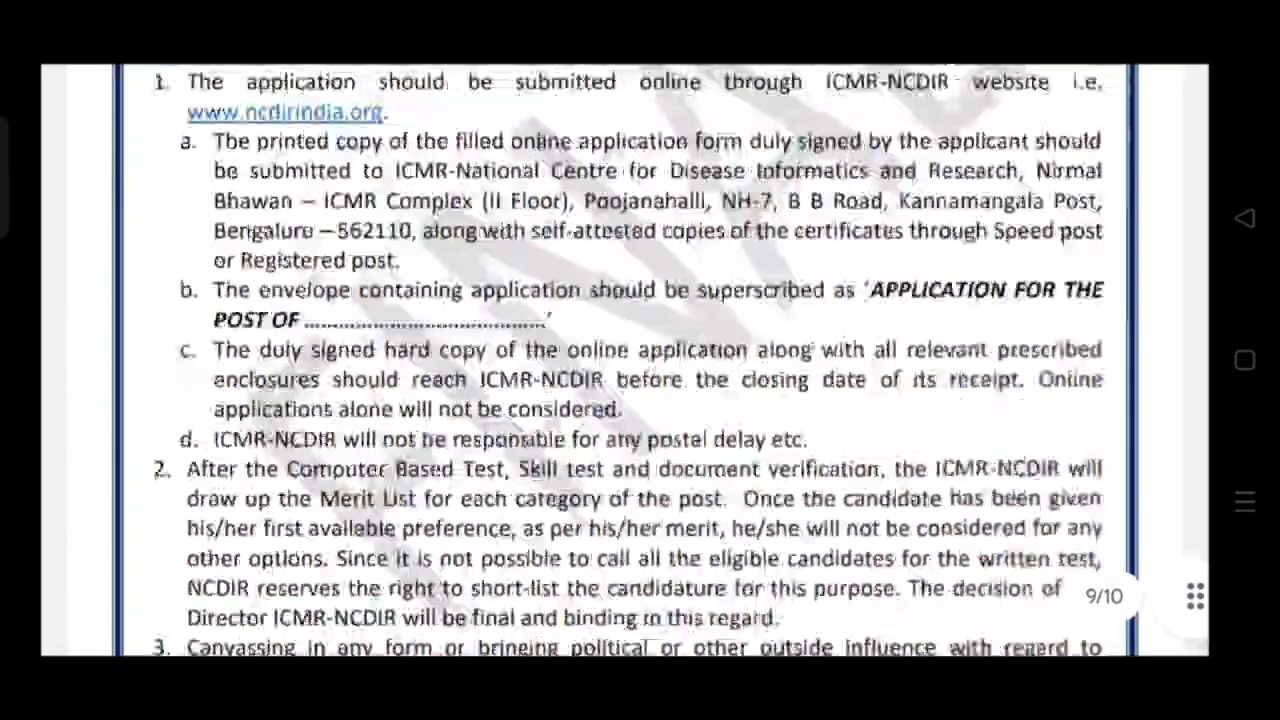 1. The application should be submitted online through ICMR-NCDIR website i.e.
www.ncdirindia.org.
a. The printed copy of the filled online application form duly signed by the applicant should
be submitted to ICMR-National Centre for Disease Informatics and Research, Nirmal
Bhawan – ICMR Complex (II Floor), Poojanahalli, NH-7, B B Road, Kannamangala Post,
Bengaluru – 562110, along with self-attested copies of the certificates through Speed post
or Registered post.
b. The envelope containing application should be superscribed as 'APPLICATION FOR THE
POST OF ..........................................'
c. The duly signed hard copy of the online application along with all relevant prescribed
enclosures should reach ICMR-NCDIR before the closing date of its receipt. Online
applications alone will not be considered.
d. ICMR-NCDIR will not be responsible for any postal delay etc.
2. After the Computer Based Test, Skill test and document verification, the ICMR-NCDIR will
draw up the Merit List for each category of the post. Once the candidate has been given
his/her first available preference, as per his/her merit, he/she will not be considered for any
other options. Since it is not possible to call all the eligible candidates for the written test,
NCDIR reserves the right to short-list the candidature for this purpose. The decision of
Director ICMR-NCDIR will be final and binding in this regard.
9/10
3. Canvassing in any form or bringing political or other outside influence with regard to